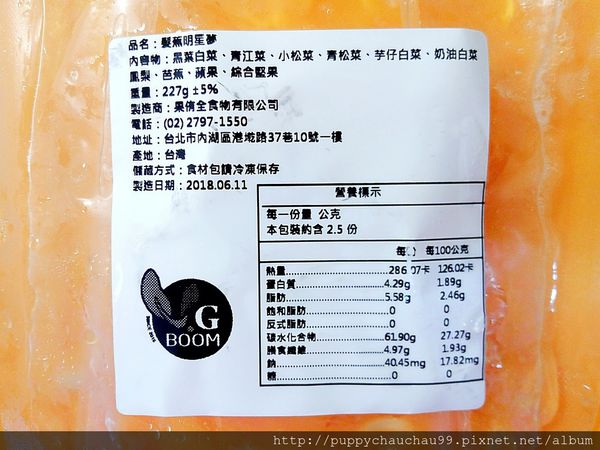 品名：髮蕉明星夢
內容物：黑葉白菜、青江菜、小松菜、青松菜、芋仔白菜、奶油白菜
鳳梨、芭蕉、蘋果、綜合堅果
重量：227g ±5%
製造商：果侑全食物有限公司
電話：(02) 2797-1550
地址：台北市內湖區港墘路37巷10號一樓
產地：台灣
儲藏方式：食材包請冷凍保存
製造日期：2018.06.11
營養標示
每一份量 公克
本包裝約含 2.5 份
每 每100公克
熱量 286 07卡 126.02卡
蛋白質 4.29g 1.89g
脂肪 5.58g 2.46g
飽和脂肪 0 0
反式脂肪 0 0
碳水化合物 61.90g 27.27g
膳食纖維 4.97g 1.93g
鈉 40.45mg 17.82mg
糖 0 0
G
BOOM
http://puppychauchau99.pixnet.net/album